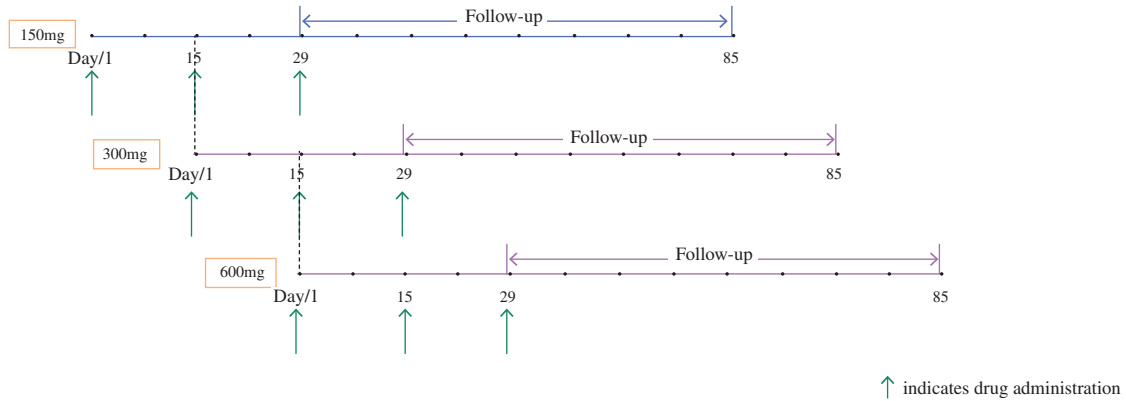 Follow-up
150mg
Day/1 15 29 85
Follow-up
300mg
Day/1 15 29 85
Follow-up
600mg
Day/1 15 29 85
indicates drug administration